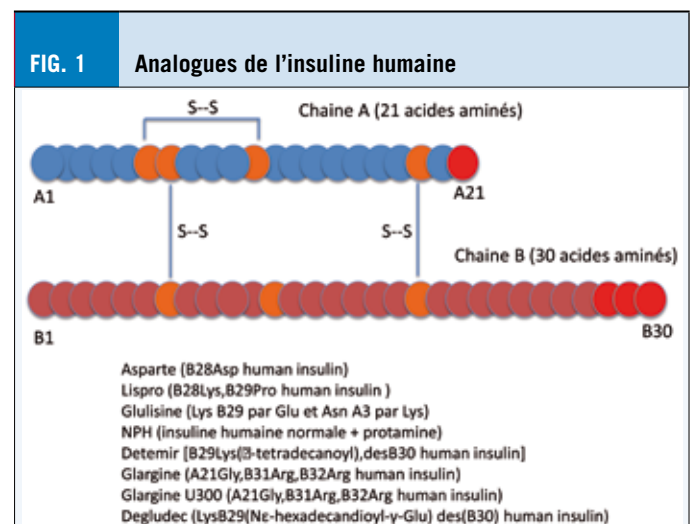 FIG. 1 Analogues de l'insuline humaine
S--S Chaine A (21 acides aminés)
A1 A21
S--S S--S
Chaine B (30 acides aminés)
B1 B30
Asparte (B28Asp human insulin)
Lispro (B28Lys,B29Pro human insulin )
Glulisine (Lys B29 par Glu et Asn A3 par Lys)
NPH (insuline humaine normale + protamine)
Detemir [B29Lys(⍰-tetradecanoyl),desB30 human insulin]
Glargine (A21Gly,B31Arg,B32Arg human insulin)
Glargine U300 (A21Gly,B31Arg,B32Arg human insulin)
Degludec (LysB29(Nε-hexadecandioyl-γ-Glu) des(B30) human insulin)